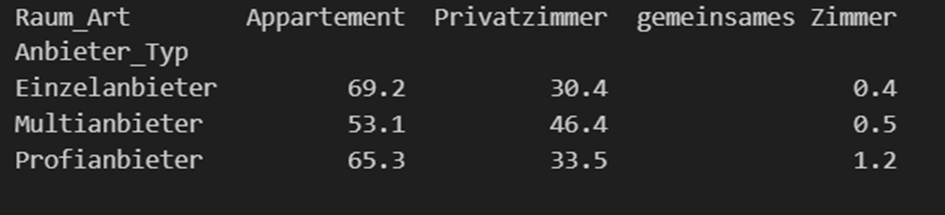 Raum_Art Appartement Privatzimmer gemeinsames Zimmer
Anbieter_Typ
Einzelanbieter 69.2 30.4 0.4
Multianbieter 53.1 46.4 0.5
Profianbieter 65.3 33.5 1.2